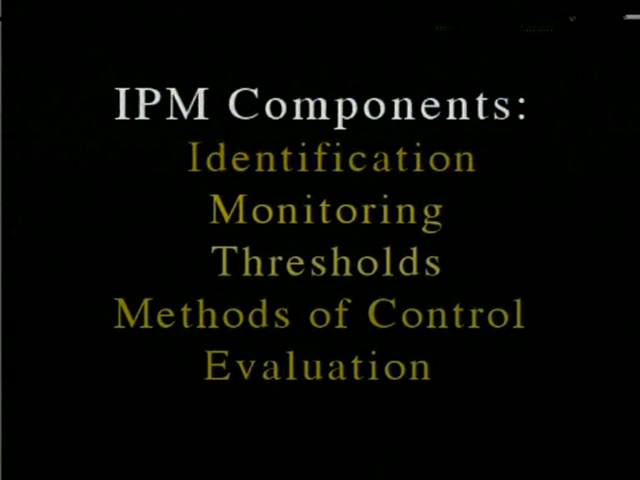 IPM Components:
Identification
Monitoring
Thresholds
Methods of Control
Evaluation